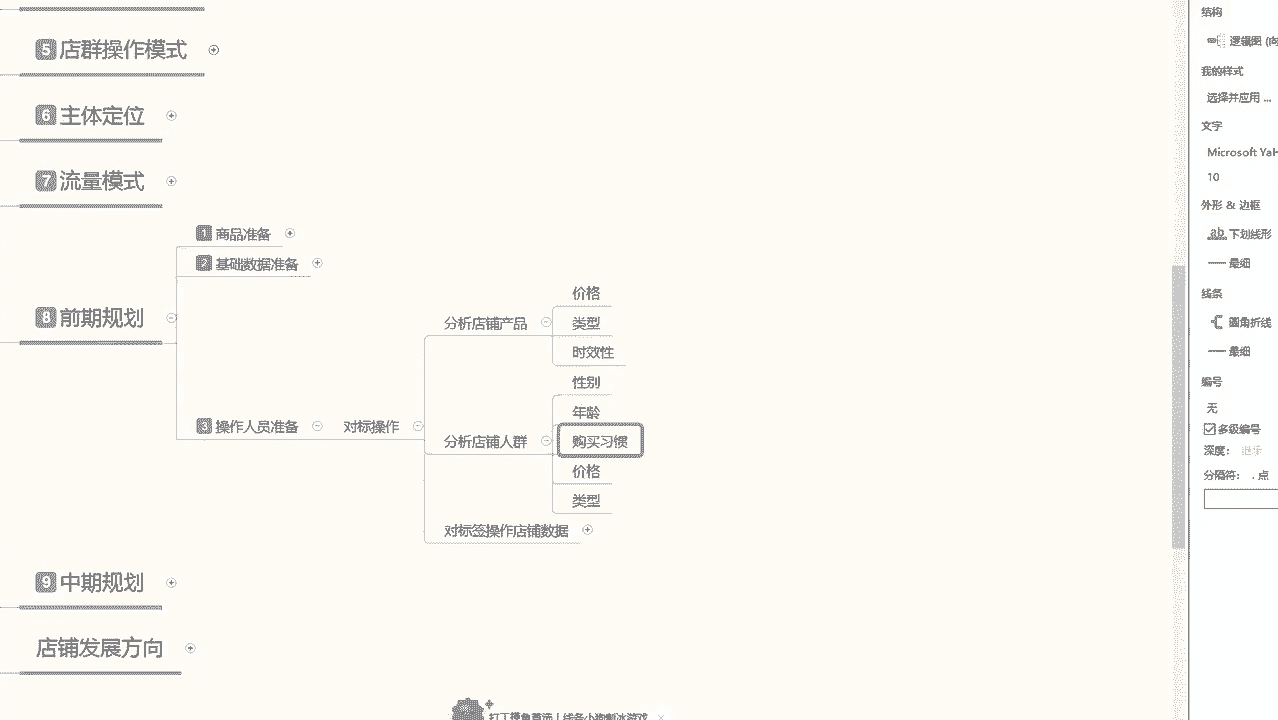 5 店群操作模式
6 主体定位
7 流量模式
1 商品准备
2 基础数据准备
8 前期规划
价格
分析店铺产品
类型
时效性
性别
年龄
3 操作人员准备
对标操作
分析店铺人群
购买习惯
价格
类型
对标签操作店铺数据
9 中期规划
店铺发展方向
结构
逻辑图 (向
我的样式
选择并应用 ...
文字
Microsoft YaH
10
外形 & 边框
ab 下划线形
最细
线条
圆角折线
最细
编号
无
多级编号
深度：
分隔符： . 点